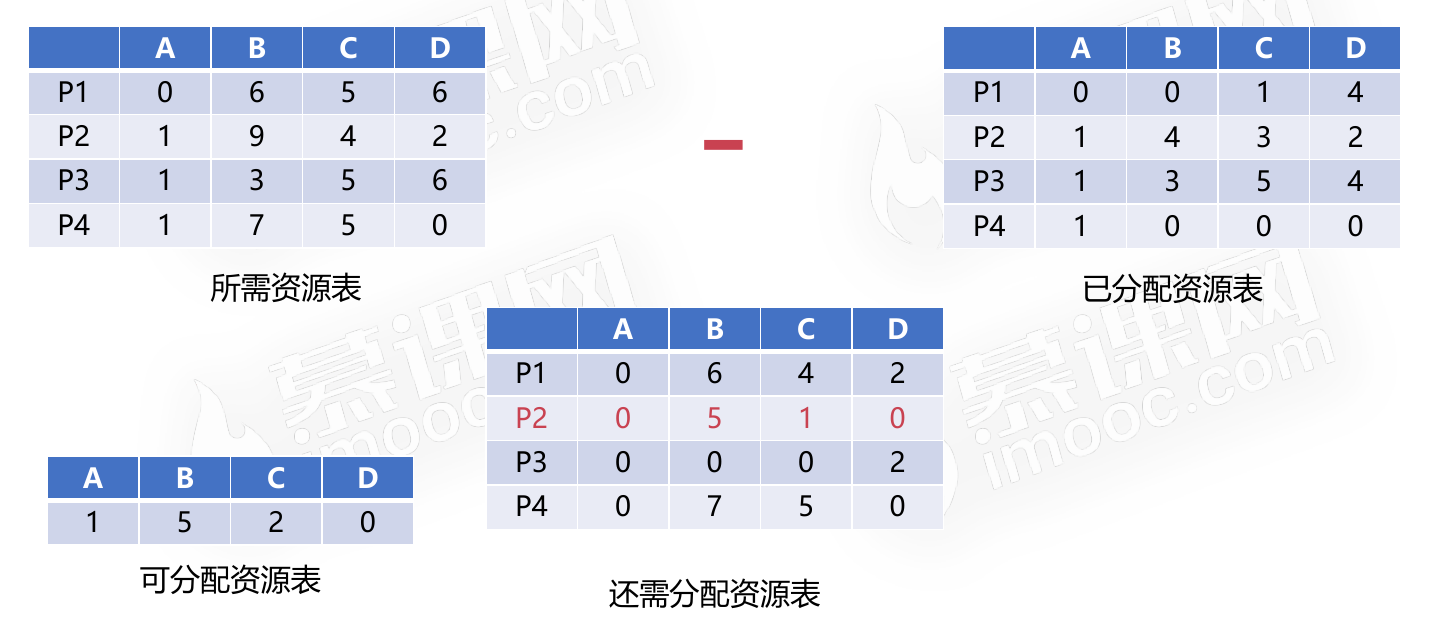 A B C D
P1 0 6 5 6
P2 1 9 4 2
P3 1 3 5 6
P4 1 7 5 0
所需资源表
A B C D
P1 0 0 1 4
P2 1 4 3 2
P3 1 3 5 4
P4 1 0 0 0
已分配资源表
A B C D
P1 0 6 4 2
P2 0 5 1 0
P3 0 0 0 2
P4 0 7 5 0
还需分配资源表
A B C D
1 5 2 0
可分配资源表
慕课网
imooc.com
慕课网
imooc.com